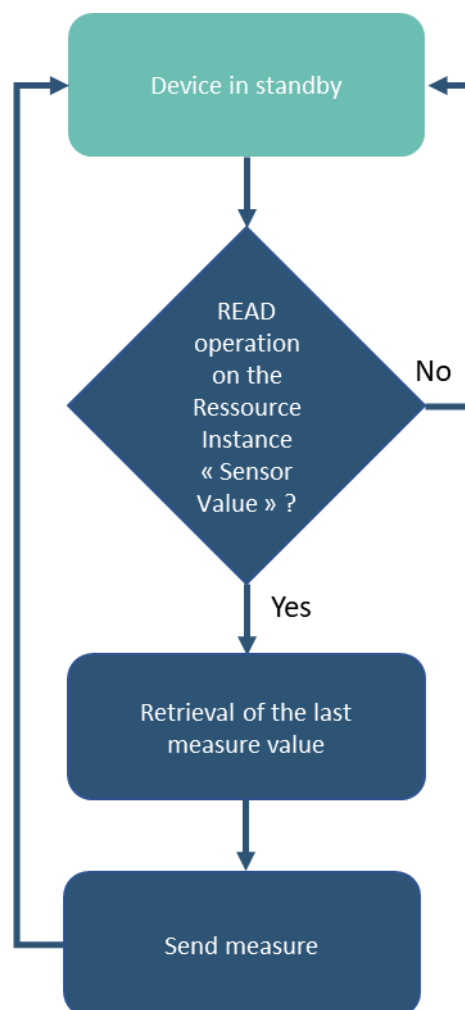 Device in standby
READ
operation
on the
Ressource
Instance
« Sensor
Value » ?
No
Yes
Retrieval of the last
measure value
Send measure